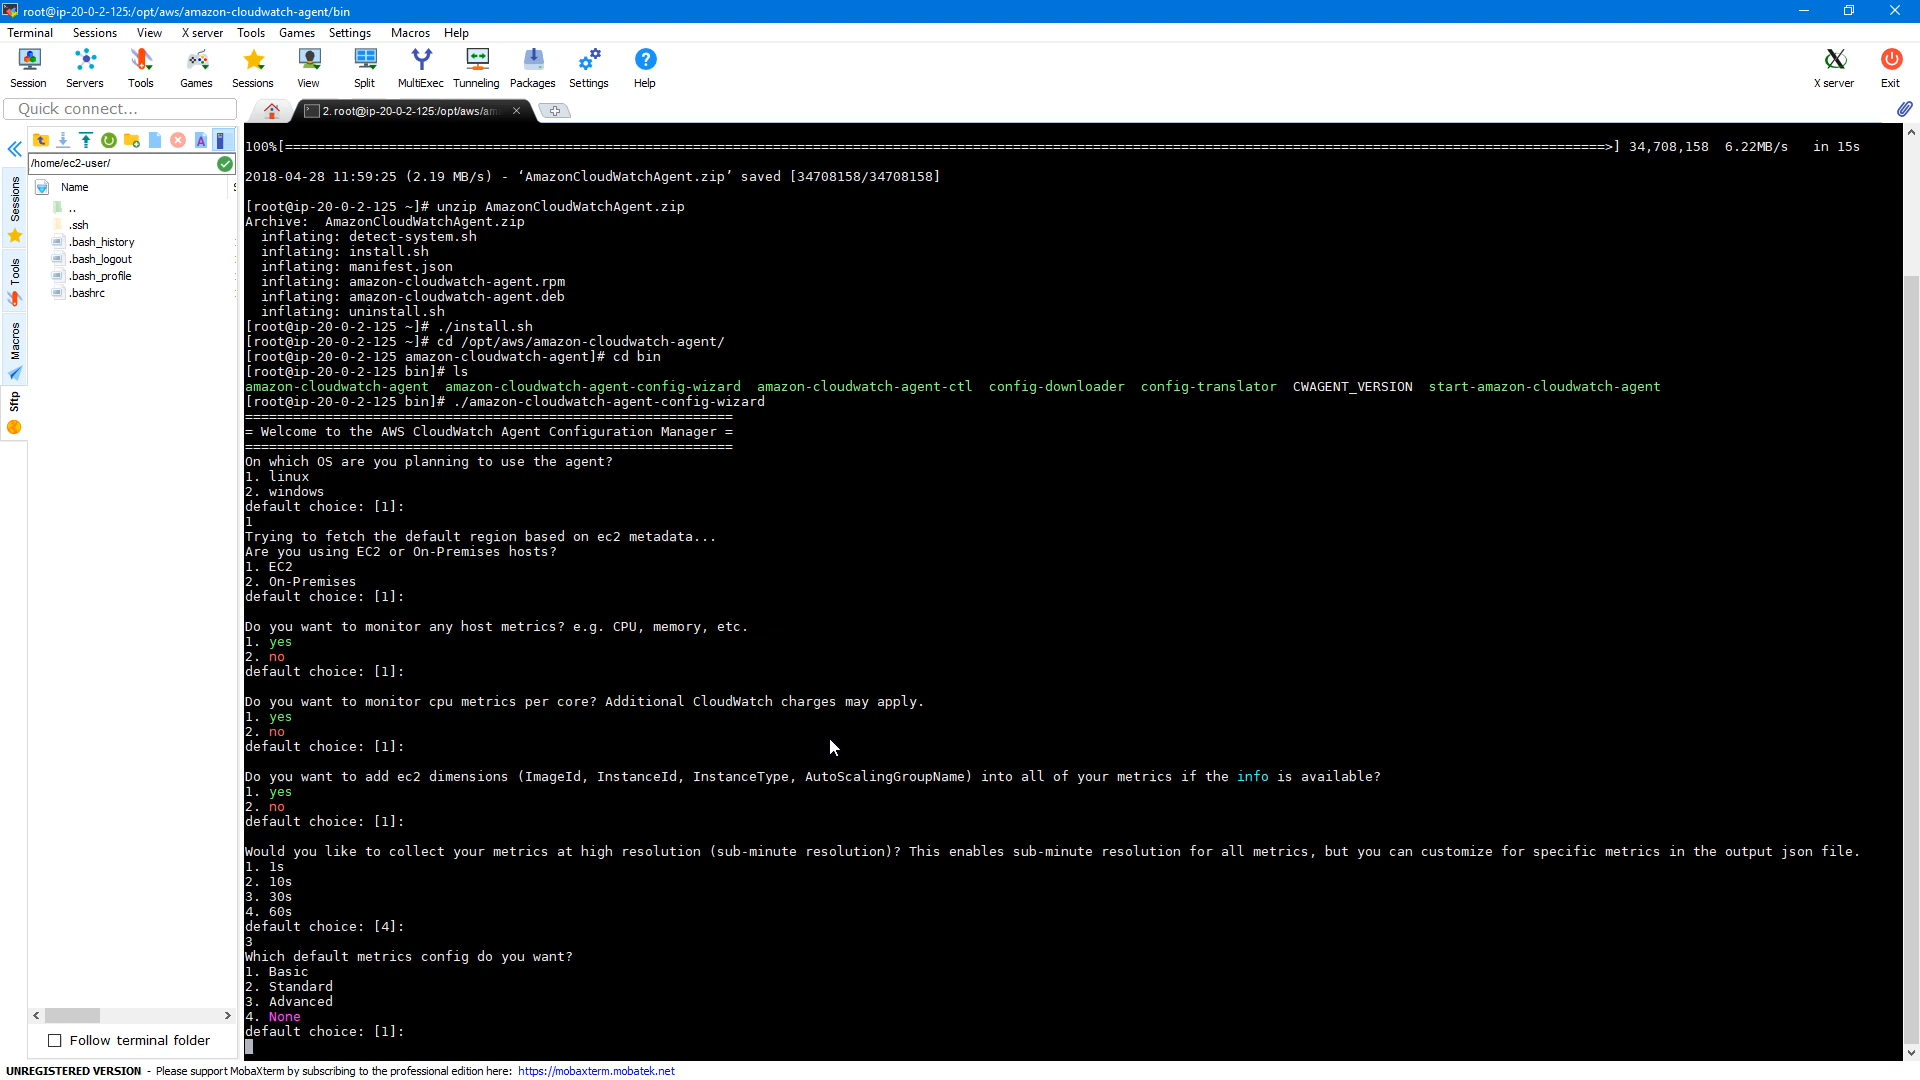 root@ip-20-0-2-125:/opt/aws/amazon-cloudwatch-agent/bin
Terminal Sessions View X server Tools Games Settings Macros Help
Session Servers Tools Games Sessions View Split MultiExec Tunneling Packages Settings Help X server Exit
Quick connect...
2. root@ip-20-0-2-125:/opt/aws/am
/home/ec2-user/
Name
..
.ssh
.bash_history
.bash_logout
.bash_profile
.bashrc
Sessions
Tools
Macros
Sftp
Follow terminal folder
100%[=====================================================================================================================================================================>] 34,708,158 6.22MB/s in 15s
2018-04-28 11:59:25 (2.19 MB/s) - ‘AmazonCloudWatchAgent.zip’ saved [34708158/34708158]
[root@ip-20-0-2-125 ~]# unzip AmazonCloudWatchAgent.zip
Archive: AmazonCloudWatchAgent.zip
inflating: detect-system.sh
inflating: install.sh
inflating: manifest.json
inflating: amazon-cloudwatch-agent.rpm
inflating: amazon-cloudwatch-agent.deb
inflating: uninstall.sh
[root@ip-20-0-2-125 ~]# ./install.sh
[root@ip-20-0-2-125 ~]# cd /opt/aws/amazon-cloudwatch-agent/
[root@ip-20-0-2-125 amazon-cloudwatch-agent]# cd bin
[root@ip-20-0-2-125 bin]# ls
amazon-cloudwatch-agent amazon-cloudwatch-agent-config-wizard amazon-cloudwatch-agent-ctl config-downloader config-translator CWAGENT_VERSION start-amazon-cloudwatch-agent
[root@ip-20-0-2-125 bin]# ./amazon-cloudwatch-agent-config-wizard
=============================================================
= Welcome to the AWS CloudWatch Agent Configuration Manager =
=============================================================
On which OS are you planning to use the agent?
1. linux
2. windows
default choice: [1]:
1
Trying to fetch the default region based on ec2 metadata...
Are you using EC2 or On-Premises hosts?
1. EC2
2. On-Premises
default choice: [1]:
Do you want to monitor any host metrics? e.g. CPU, memory, etc.
1. yes
2. no
default choice: [1]:
Do you want to monitor cpu metrics per core? Additional CloudWatch charges may apply.
1. yes
2. no
default choice: [1]:
Do you want to add ec2 dimensions (ImageId, InstanceId, InstanceType, AutoScalingGroupName) into all of your metrics if the info is available?
1. yes
2. no
default choice: [1]:
Would you like to collect your metrics at high resolution (sub-minute resolution)? This enables sub-minute resolution for all metrics, but you can customize for specific metrics in the output json file.
1. 1s
2. 10s
3. 30s
4. 60s
default choice: [4]:
3
Which default metrics config do you want?
1. Basic
2. Standard
3. Advanced
4. None
default choice: [1]:
UNREGISTERED VERSION - Please support MobaXterm by subscribing to the professional edition here: https://mobaxterm.mobatek.net